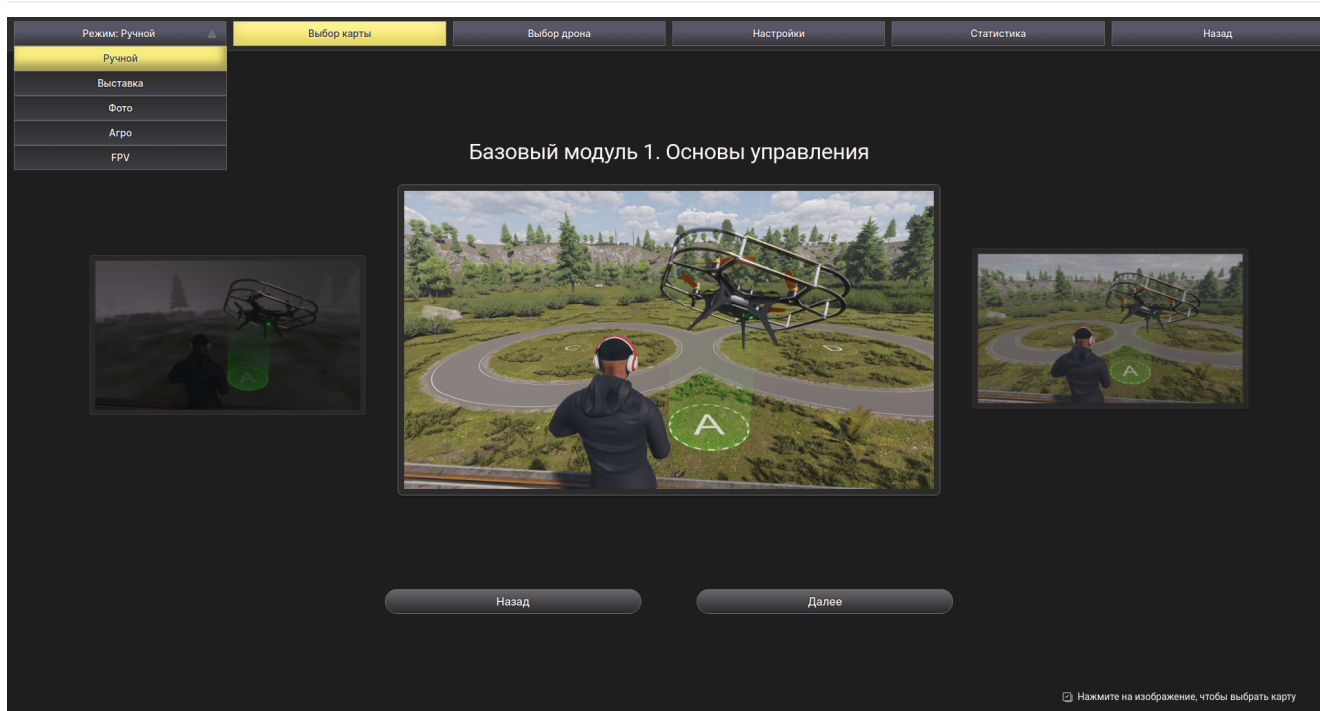 Режим: Ручной
Выбор карты
Выбор дрона
Настройки
Статистика
Назад
Ручной
Выставка
Фото
Агро
FPV
Базовый модуль 1. Основы управления
C
D
A
A
A
Назад
Далее
Нажмите на изображение, чтобы выбрать карту